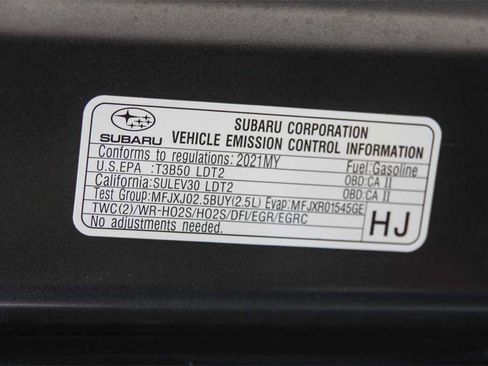 SUBARU
SUBARU CORPORATION
VEHICLE EMISSION CONTROL INFORMATION
Conforms to regulations: 2021MY Fuel: Gasoline
U.S.EPA :T3B50 LDT2 OBD:CA II
California:SULEV30 LDT2 OBD:CA II
Test Group:MFJXJ02.5BUY(2.5L) Evap:MFJXR01545GE
TWC(2)/WR-HO2S/HO2S/DFI/EGR/EGRC
No adjustments needed.
HJ